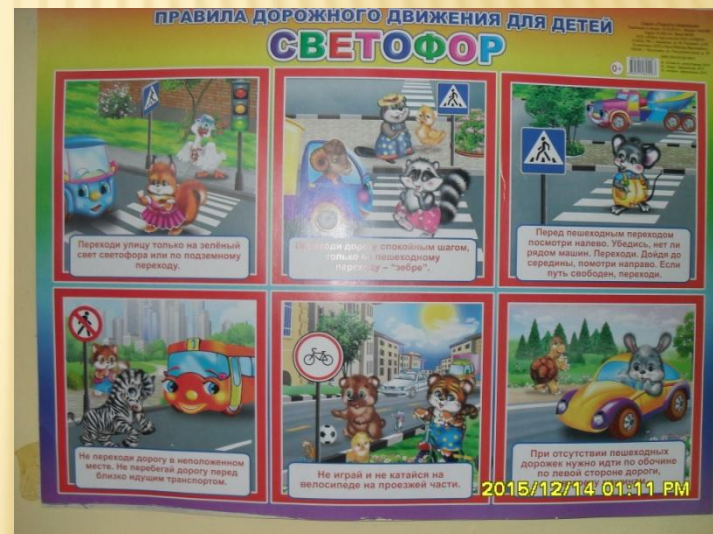 ПРАВИЛА ДОРОЖНОГО ДВИЖЕНИЯ ДЛЯ ДЕТЕЙ
СВЕТОФОР
0+
Переходи улицу только на зелёный
свет светофора или по подземному
переходу.
Переходи дорогу спокойным шагом,
только по пешеходному
переходу – "зебре".
Перед пешеходным переходом
посмотри налево. Убедись, нет ли
рядом машин. Переходи. Дойдя до
середины, помотри направо. Если
путь свободен, переходи.
Не переходи дорогу в неположенном
месте. Не перебегай дорогу перед
близко идущим транспортом.
Не играй и не катайся на
велосипеде на проезжей части.
При отсутствии пешеходных
дорожек нужно идти по обочине
по левой стороне дороги,
2015/12/14 01:11 PM